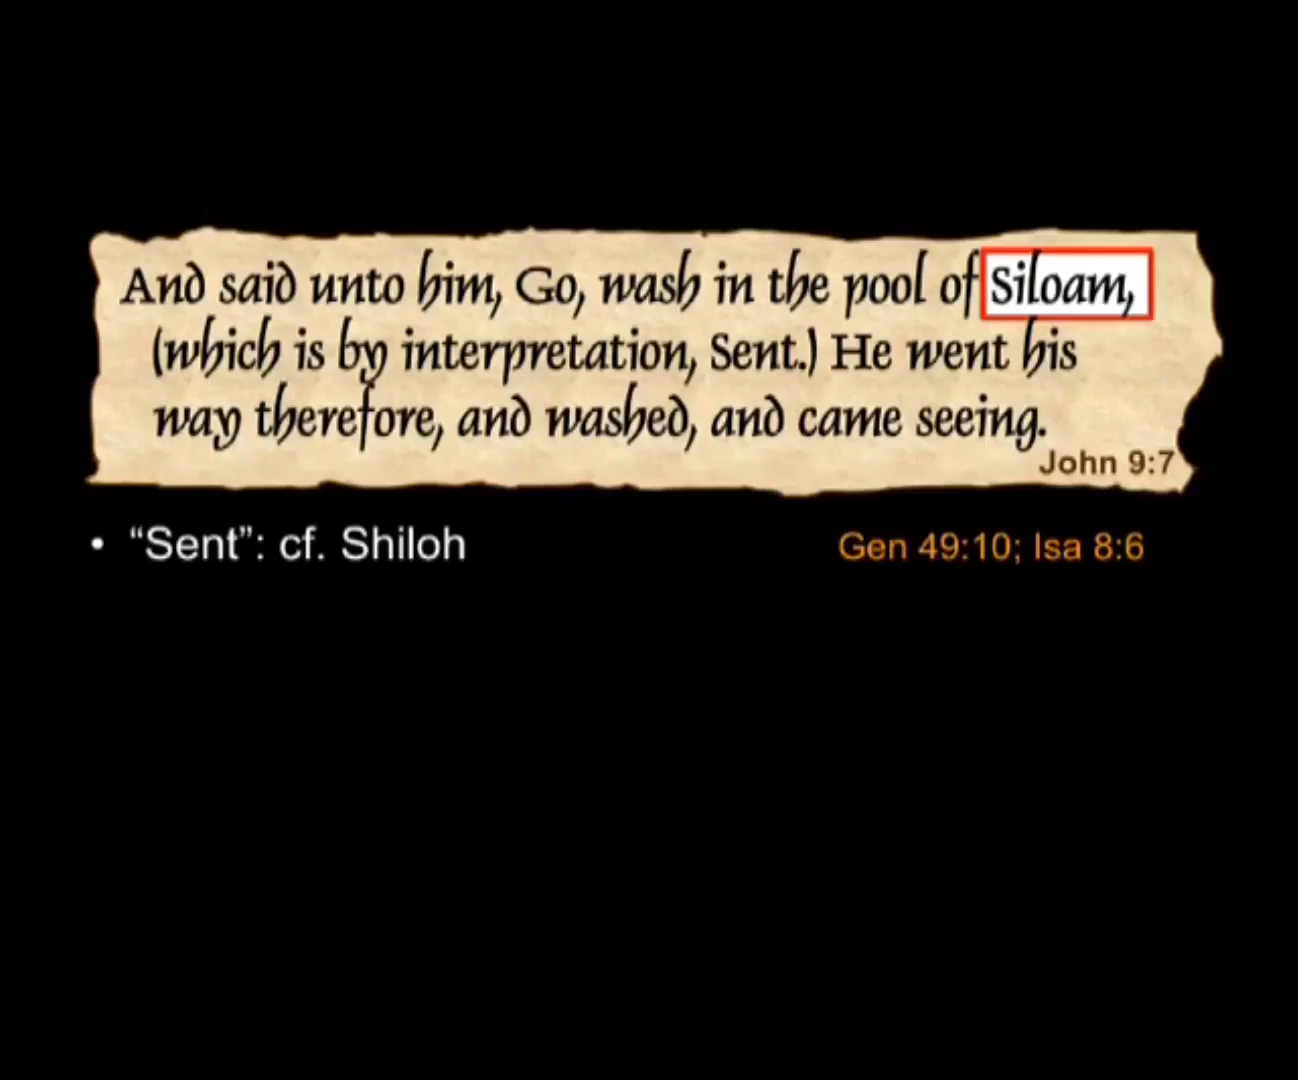 And said unto him, Go, wash in the pool of Siloam,
(which is by interpretation, Sent.) He went his
way therefore, and washed, and came seeing.
John 9:7
• “Sent”: cf. Shiloh Gen 49:10; Isa 8:6